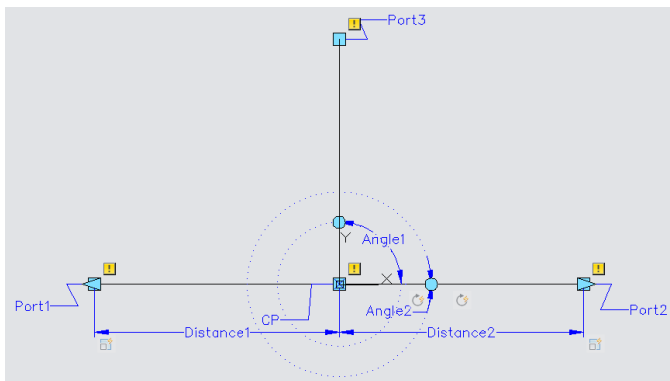 Port3
Y
Angle1
X
Port1
CP
Angle2
Port2
Distance1
Distance2